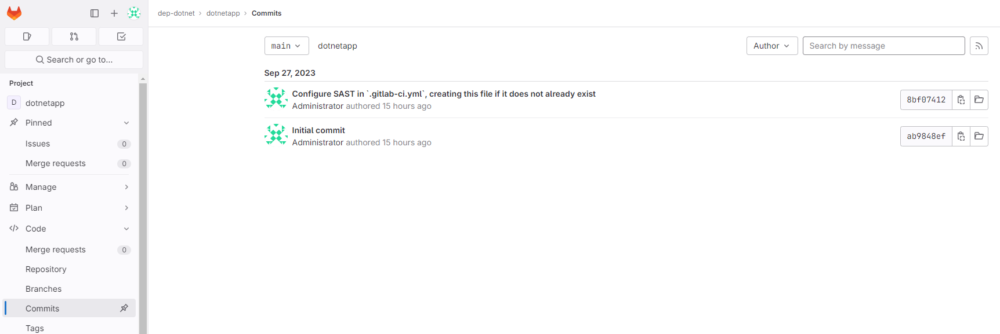 dep-dotnet › dotnetapp › Commits
Search or go to...
Project
D dotnetapp
Pinned
Issues 0
Merge requests 0
Manage
Plan
Code
Merge requests 0
Repository
Branches
Commits
Tags
main dotnetapp Author Search by message
Sep 27, 2023
Configure SAST in `.gitlab-ci.yml`, creating this file if it does not already exist
Administrator authored 15 hours ago
8bf07412
Initial commit
Administrator authored 15 hours ago
ab9848ef